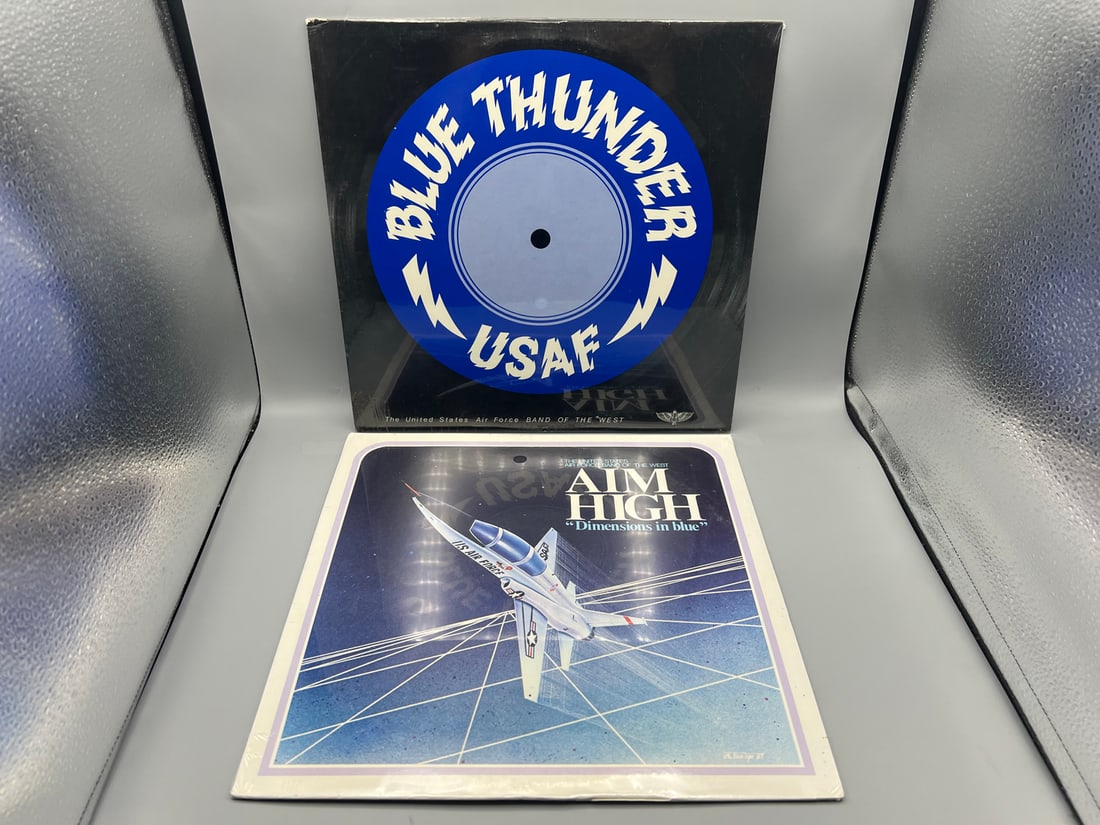 BLUE THUNDER
USAF
The United States Air Force BAND OF THE WEST
THE UNITED STATES
AIR FORCE BAND OF THE WEST
AIM
HIGH
"Dimensions in blue"
U.S. AIR FORCE
USAF